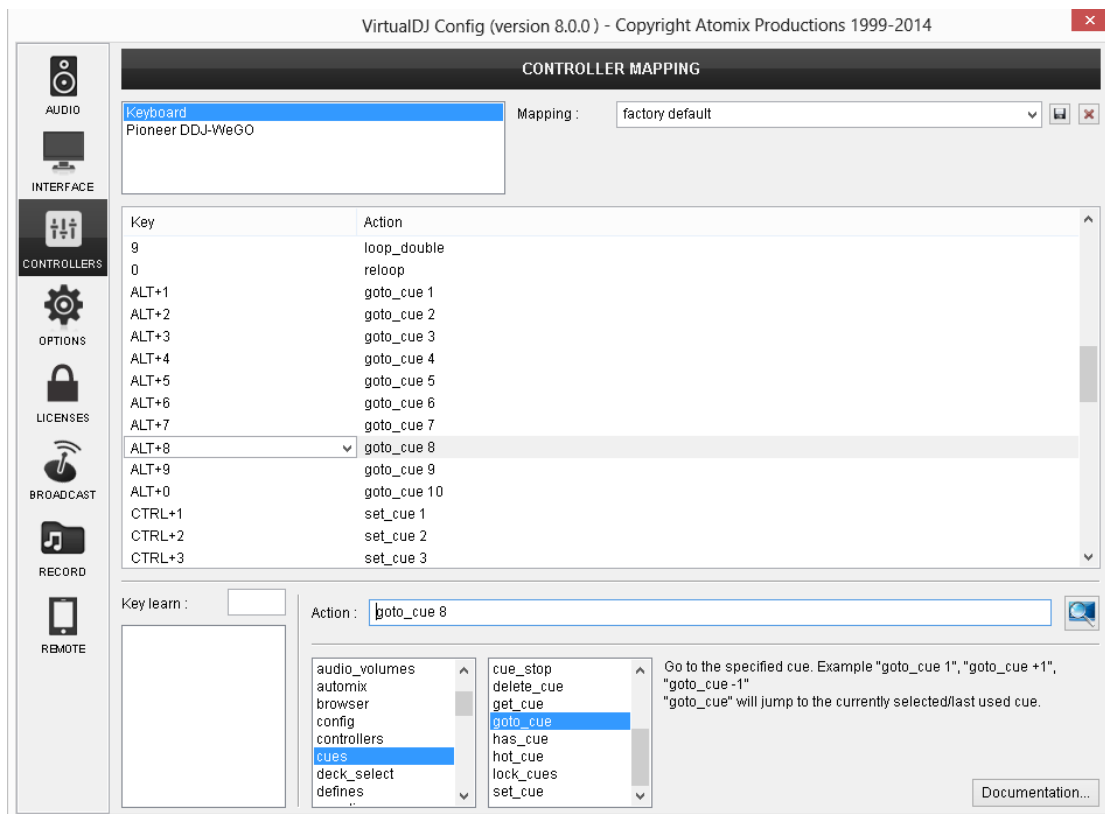 VirtualDJ Config (version 8.0.0 ) - Copyright Atomix Productions 1999-2014
AUDIO
INTERFACE
CONTROLLERS
OPTIONS
LICENSES
BROADCAST
RECORD
REMOTE
CONTROLLER MAPPING
Keyboard
Pioneer DDJ-WeGO
Mapping :
factory default
Key Action
9 loop_double
0 reloop
ALT+1 goto_cue 1
ALT+2 goto_cue 2
ALT+3 goto_cue 3
ALT+4 goto_cue 4
ALT+5 goto_cue 5
ALT+6 goto_cue 6
ALT+7 goto_cue 7
ALT+8 goto_cue 8
ALT+9 goto_cue 9
ALT+0 goto_cue 10
CTRL+1 set_cue 1
CTRL+2 set_cue 2
CTRL+3 set_cue 3
Key learn :
Action : goto_cue 8
audio_volumes
automix
browser
config
controllers
cues
deck_select
defines
cue_stop
delete_cue
get_cue
goto_cue
has_cue
hot_cue
lock_cues
set_cue
Go to the specified cue. Example "goto_cue 1", "goto_cue +1",
"goto_cue -1"
"goto_cue" will jump to the currently selected/last used cue.
Documentation...